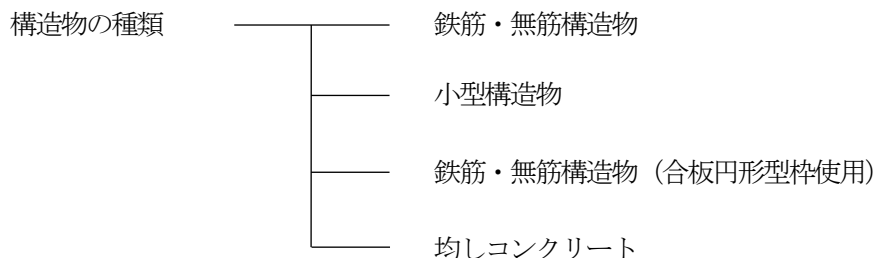 構造物の種類
鉄筋・無筋構造物
小型構造物
鉄筋・無筋構造物（合板円形型枠使用）
均しコンクリート